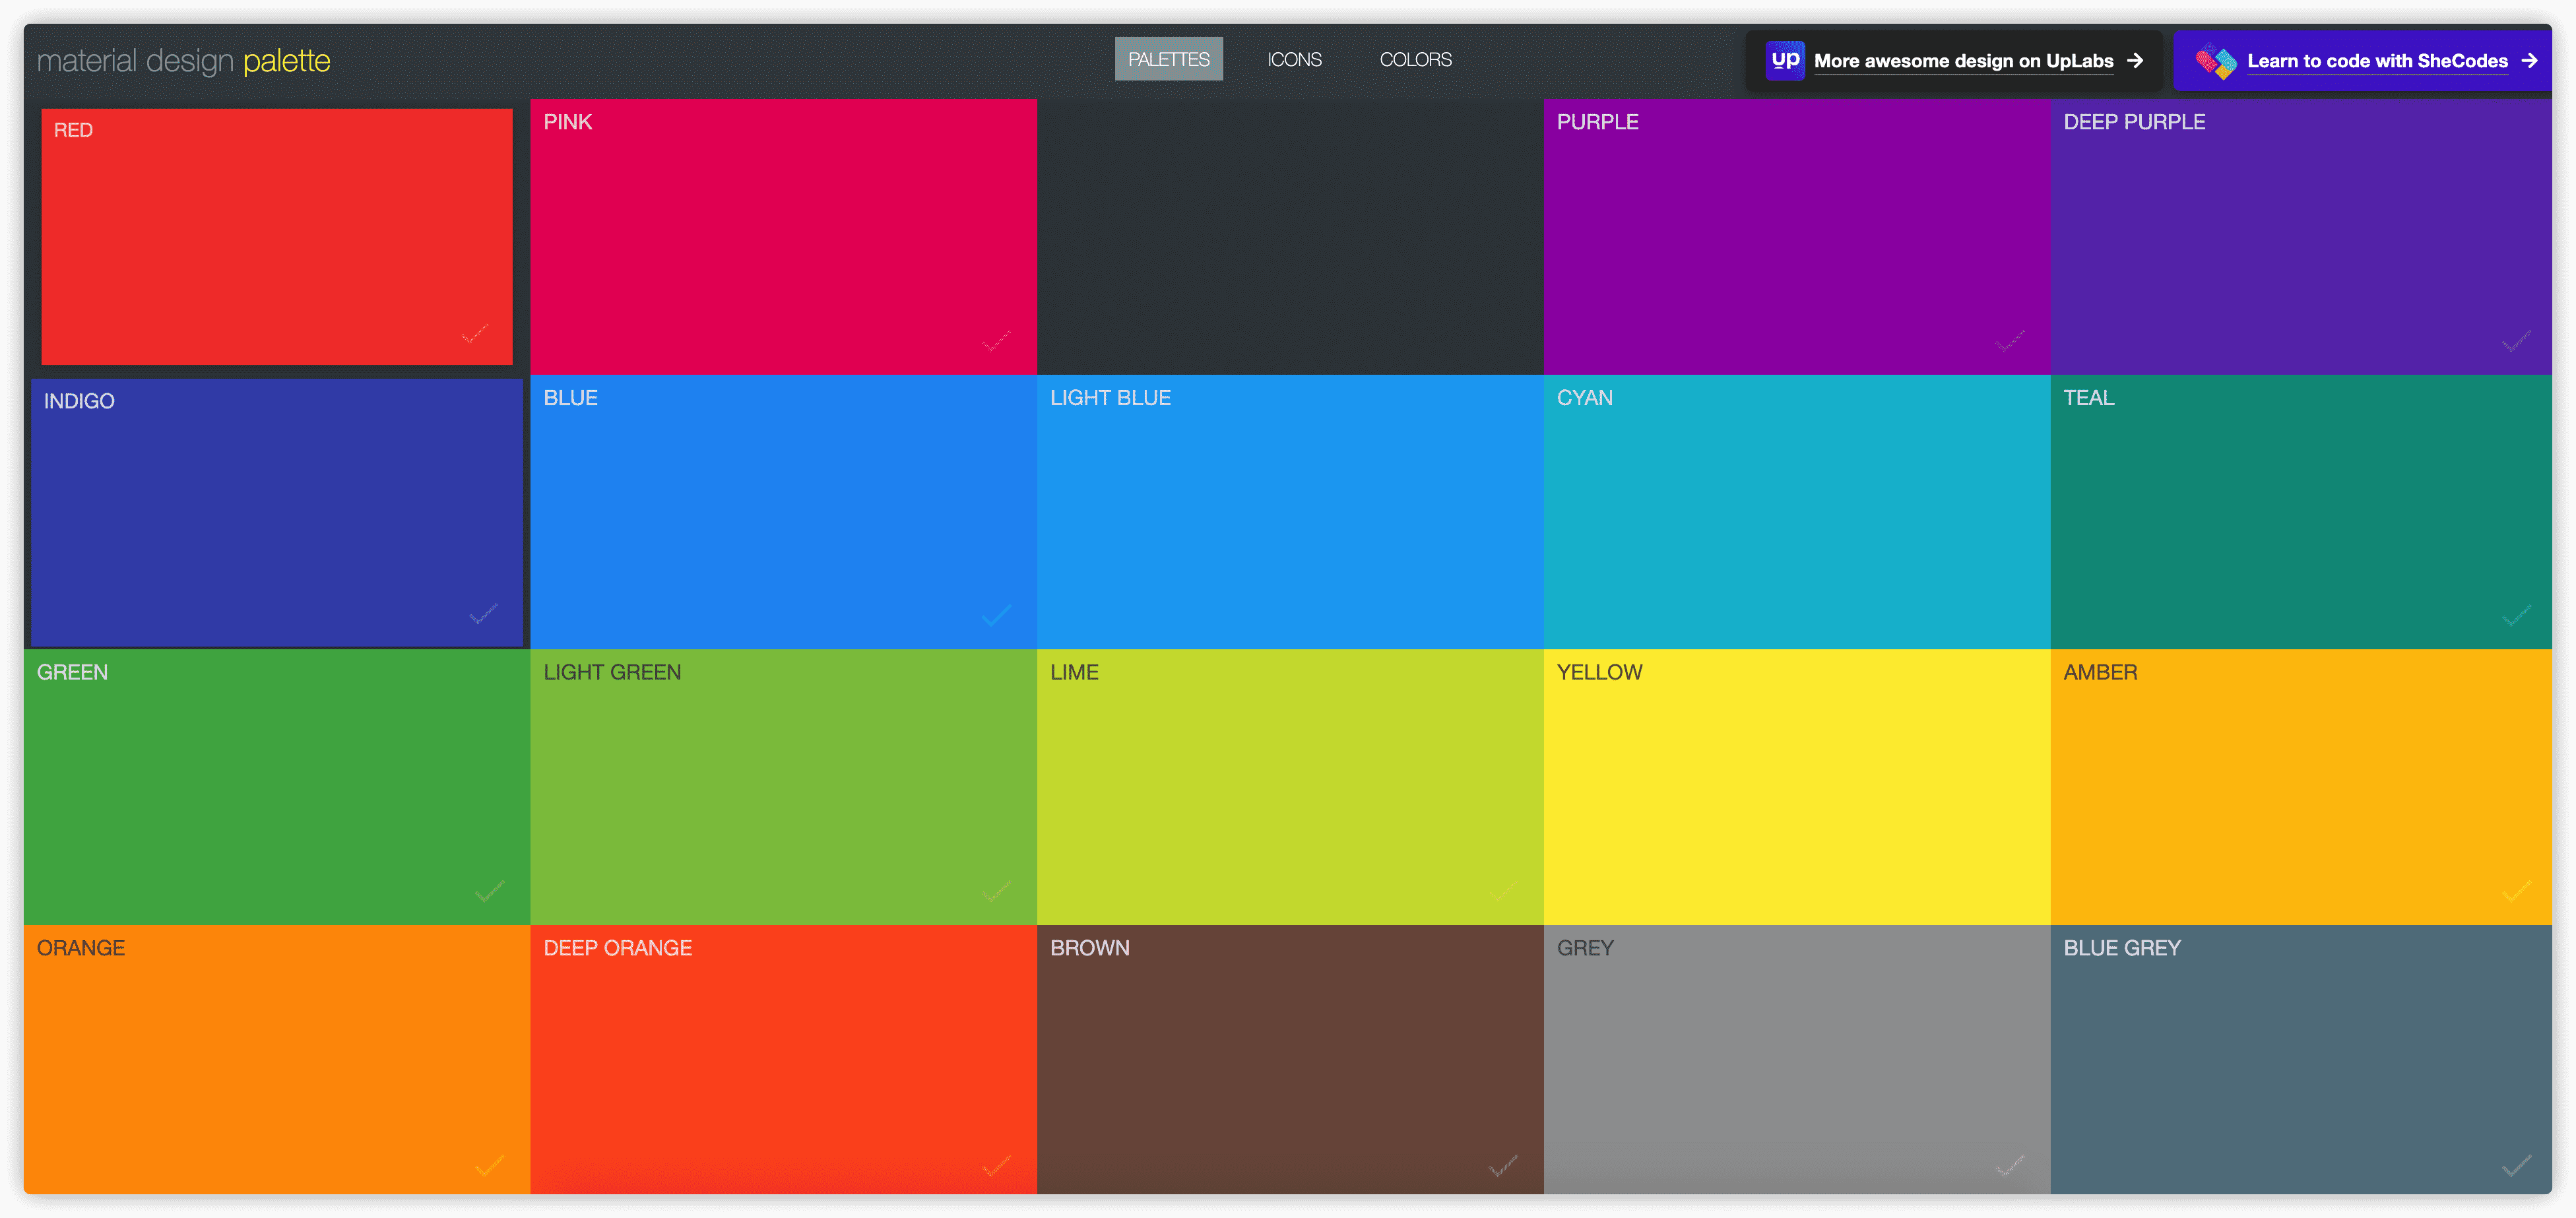 material design palette
PALETTES
ICONS
COLORS
up More awesome design on UpLabs →
Learn to code with SheCodes →
RED
PINK
PURPLE
DEEP PURPLE
INDIGO
BLUE
LIGHT BLUE
CYAN
TEAL
GREEN
LIGHT GREEN
LIME
YELLOW
AMBER
ORANGE
DEEP ORANGE
BROWN
GREY
BLUE GREY